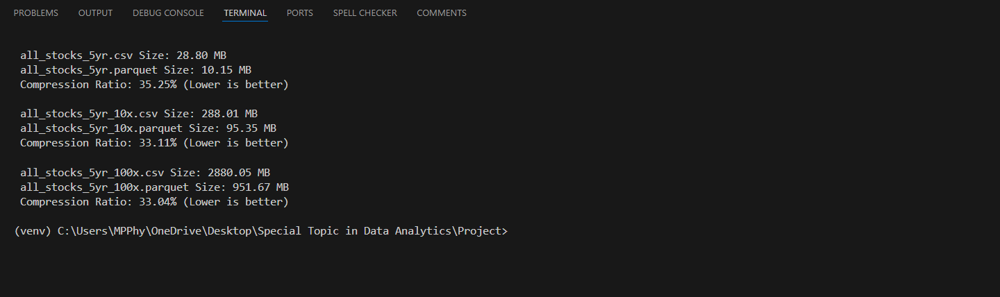 PROBLEMS OUTPUT DEBUG CONSOLE TERMINAL PORTS SPELL CHECKER COMMENTS
all_stocks_5yr.csv Size: 28.80 MB
all_stocks_5yr.parquet Size: 10.15 MB
Compression Ratio: 35.25% (Lower is better)
all_stocks_5yr_10x.csv Size: 288.01 MB
all_stocks_5yr_10x.parquet Size: 95.35 MB
Compression Ratio: 33.11% (Lower is better)
all_stocks_5yr_100x.csv Size: 2880.05 MB
all_stocks_5yr_100x.parquet Size: 951.67 MB
Compression Ratio: 33.04% (Lower is better)
(venv) C:\Users\MPPhy\OneDrive\Desktop\Special Topic in Data Analytics\Project>